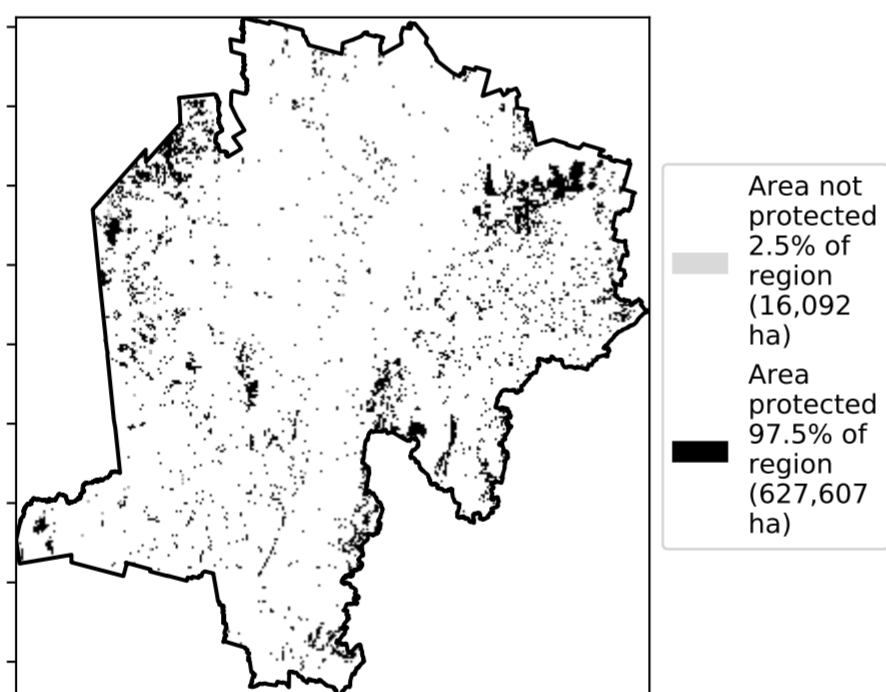 Area not
protected
2.5% of
region
(16,092
ha)
Area
protected
97.5% of
region
(627,607
ha)